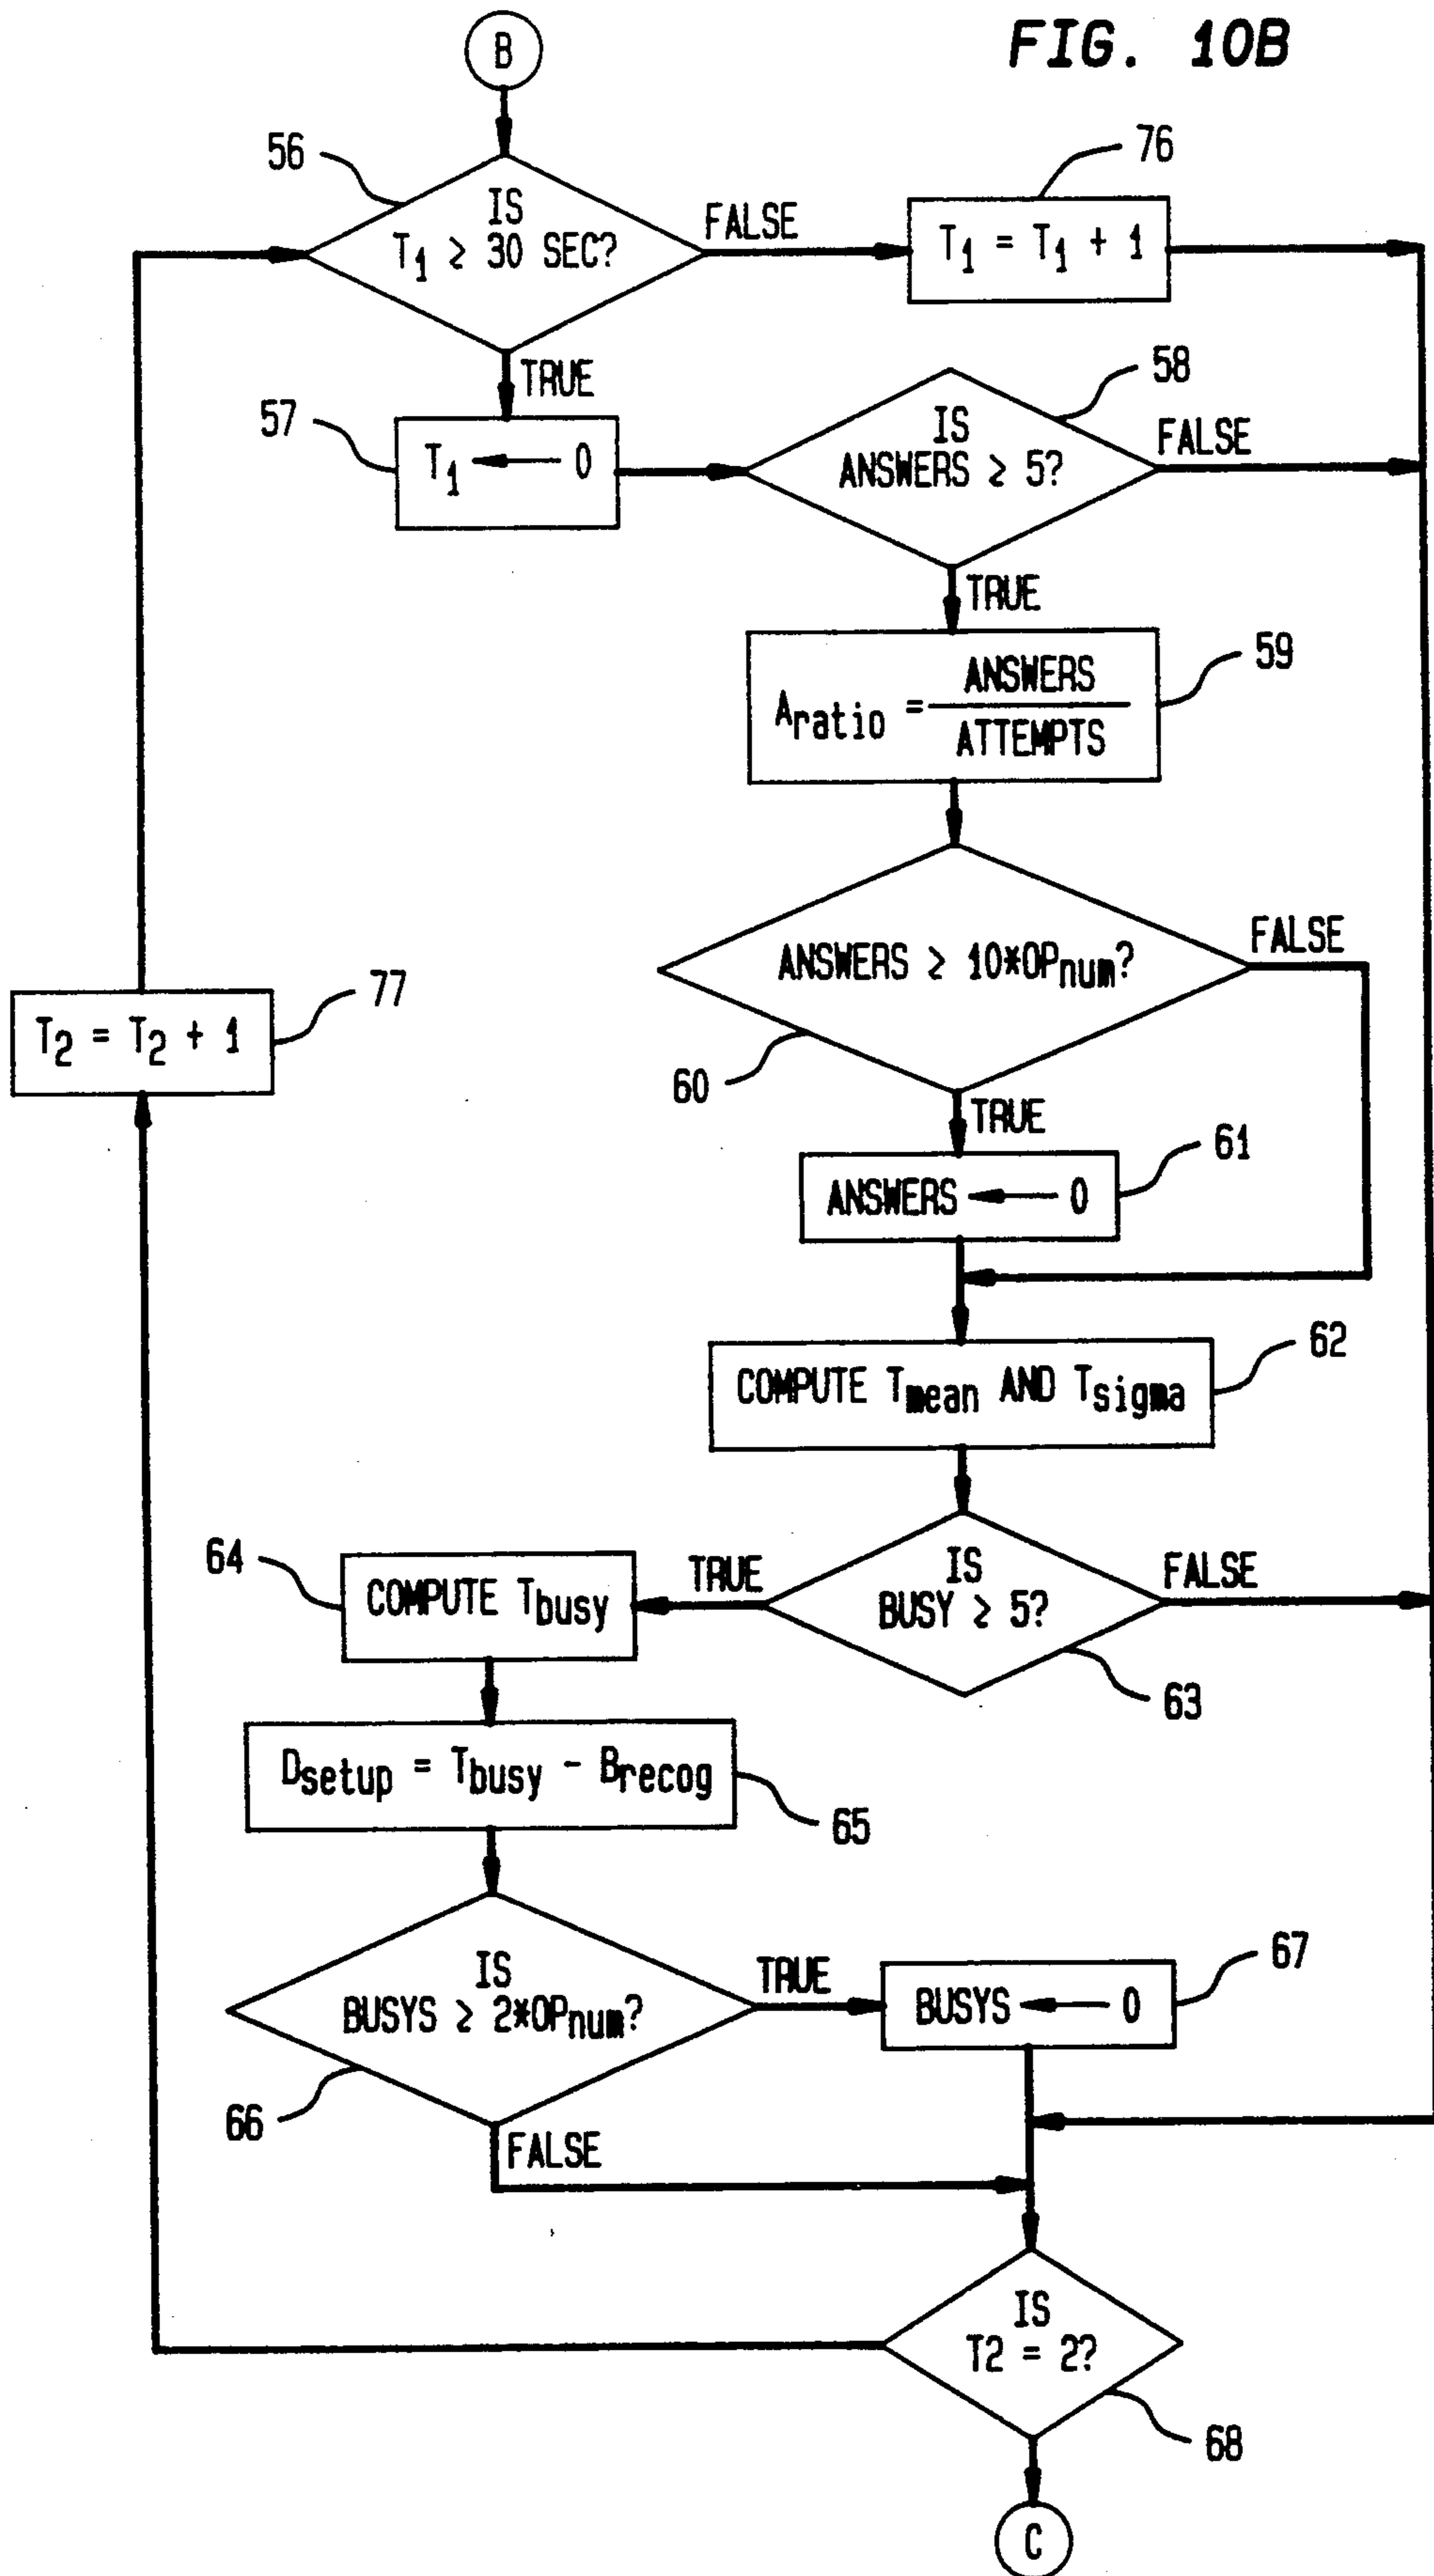 FIG. 10B
B
56
IS
T1 ≥ 30 SEC?
FALSE
76
T1 = T1 + 1
TRUE
57
T1 ← 0
58
IS
ANSWERS ≥ 5?
FALSE
TRUE
59
Aratio = ANSWERS
ATTEMPTS
ANSWERS ≥ 10*OPnum?
FALSE
60
77
T2 = T2 + 1
TRUE
61
ANSWERS ← 0
62
COMPUTE Tmean AND Tsigma
64
COMPUTE Tbusy
TRUE
IS
BUSY ≥ 5?
FALSE
63
Dsetup = Tbusy - Brecog
65
IS
BUSYS ≥ 2*OPnum?
TRUE
67
BUSYS ← 0
66
FALSE
IS
T2 = 2?
68
C